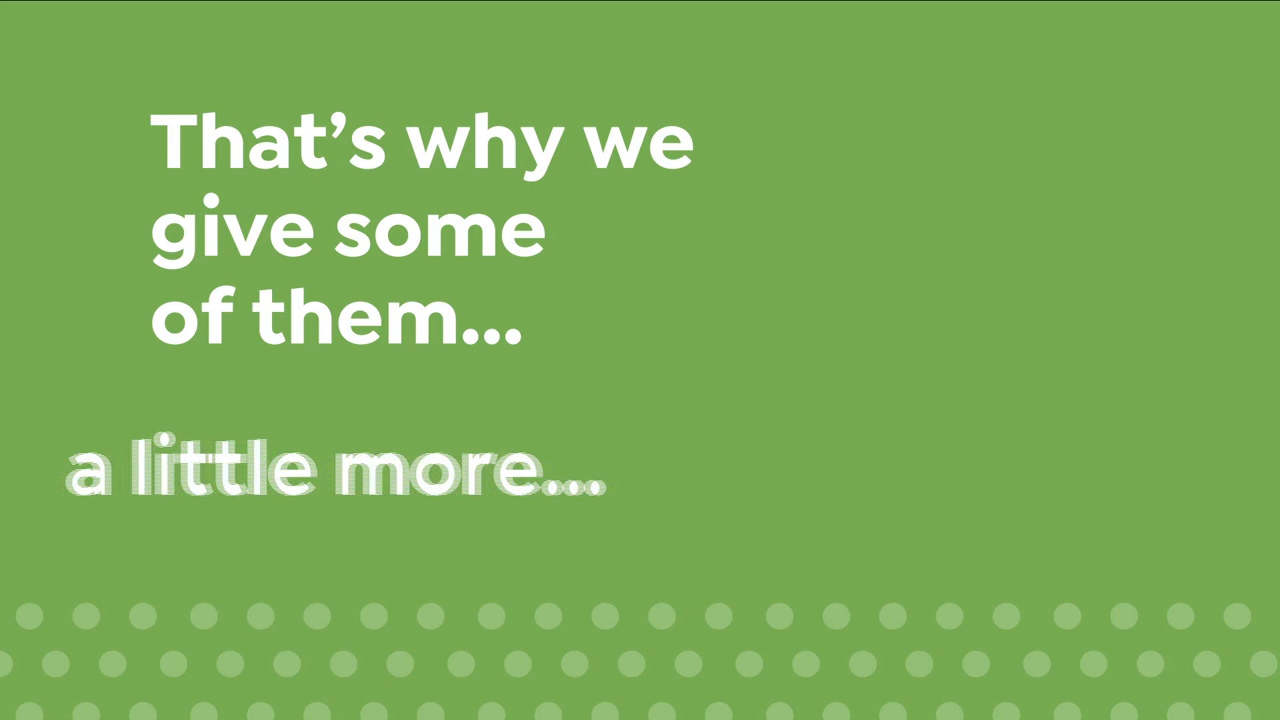 That’s why we
give some
of them...
a little more...